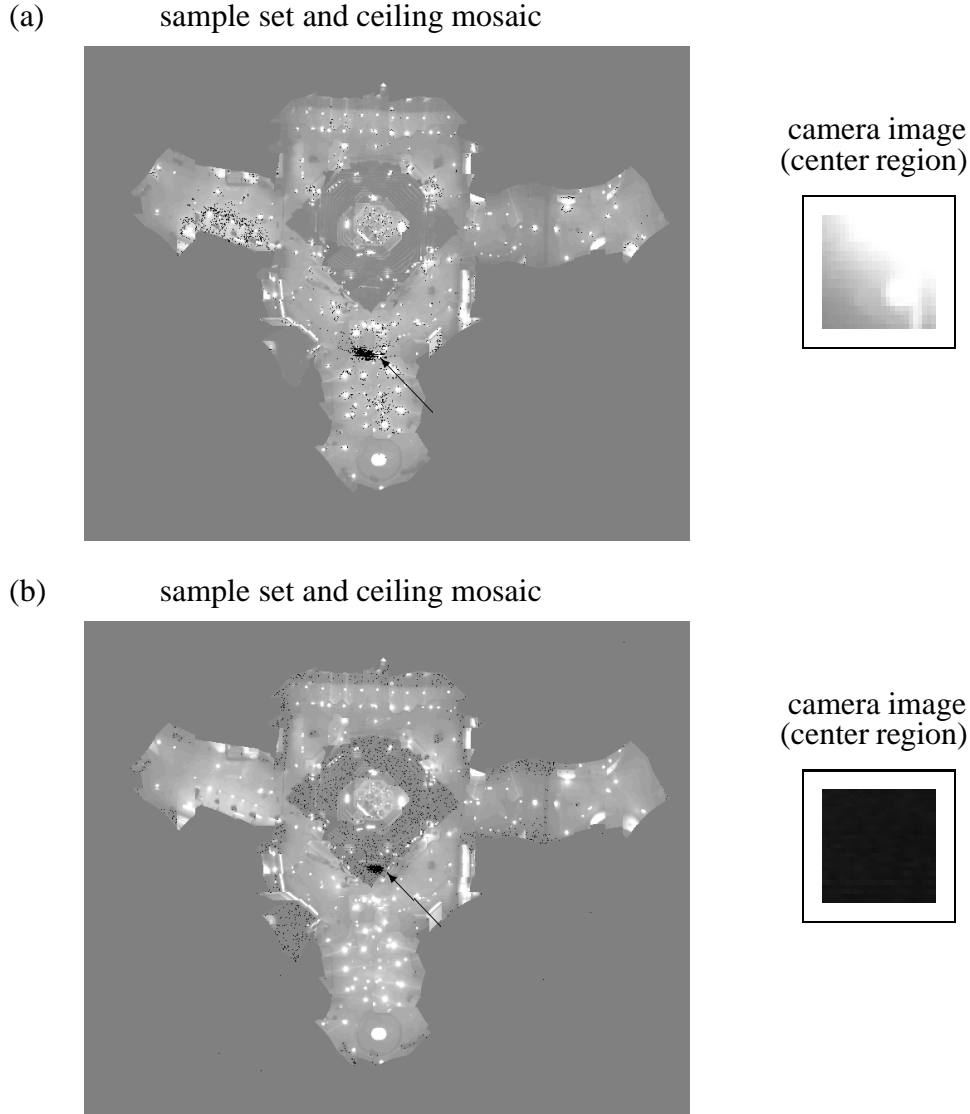 (a)
sample set and ceiling mosaic
camera image
(center region)
(b)
sample set and ceiling mosaic
camera image
(center region)